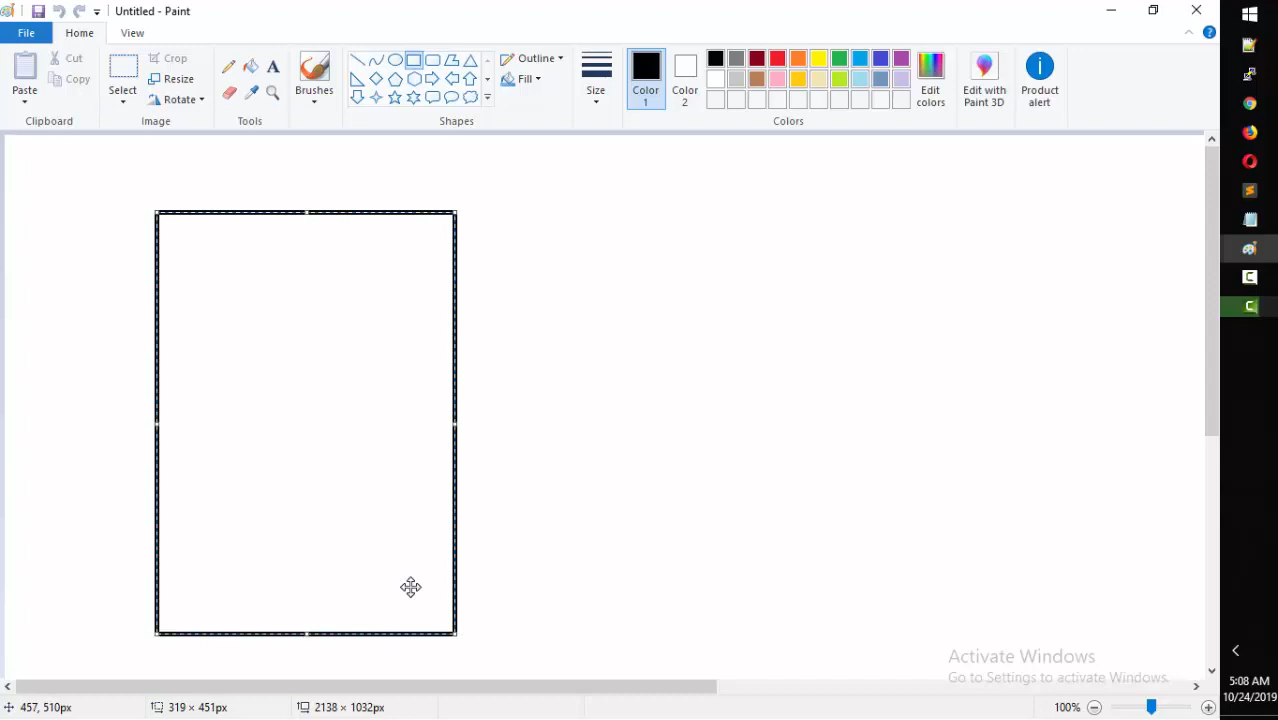 Untitled - Paint
File Home View
Paste
Cut
Copy
Clipboard
Select
Crop
Resize
Rotate
Image
A
Tools
Brushes
Shapes
Outline
Fill
Size
Color 1
Color 2
Edit colors
Colors
Edit with Paint 3D
Product alert
Activate Windows
Go to Settings to activate Windows.
457, 510px 319 × 451px 2138 × 1032px 100%
5:08 AM
10/24/2019